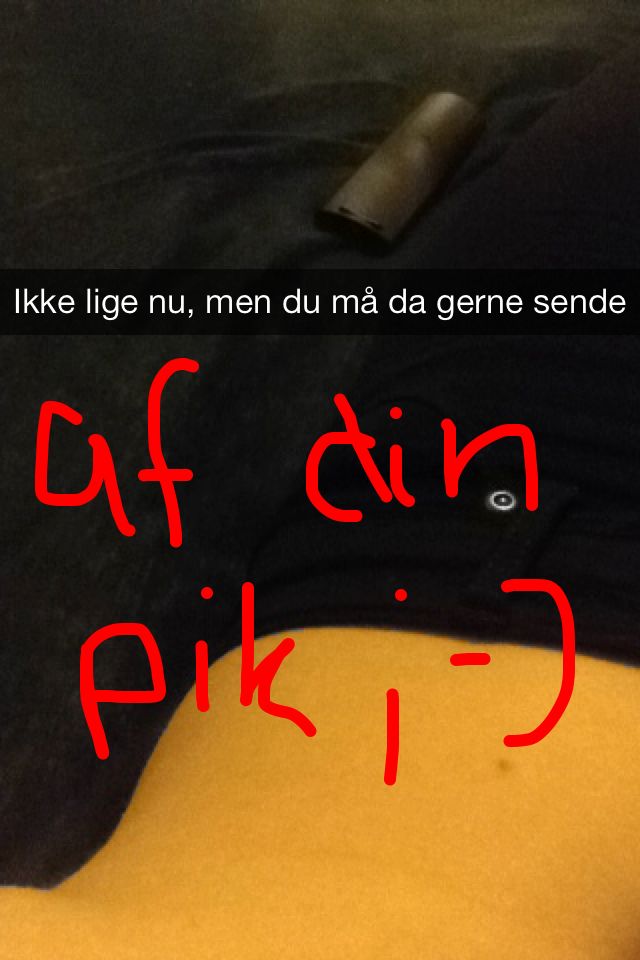 Ikke lige nu, men du må da gerne sende
af din
pik ;-)